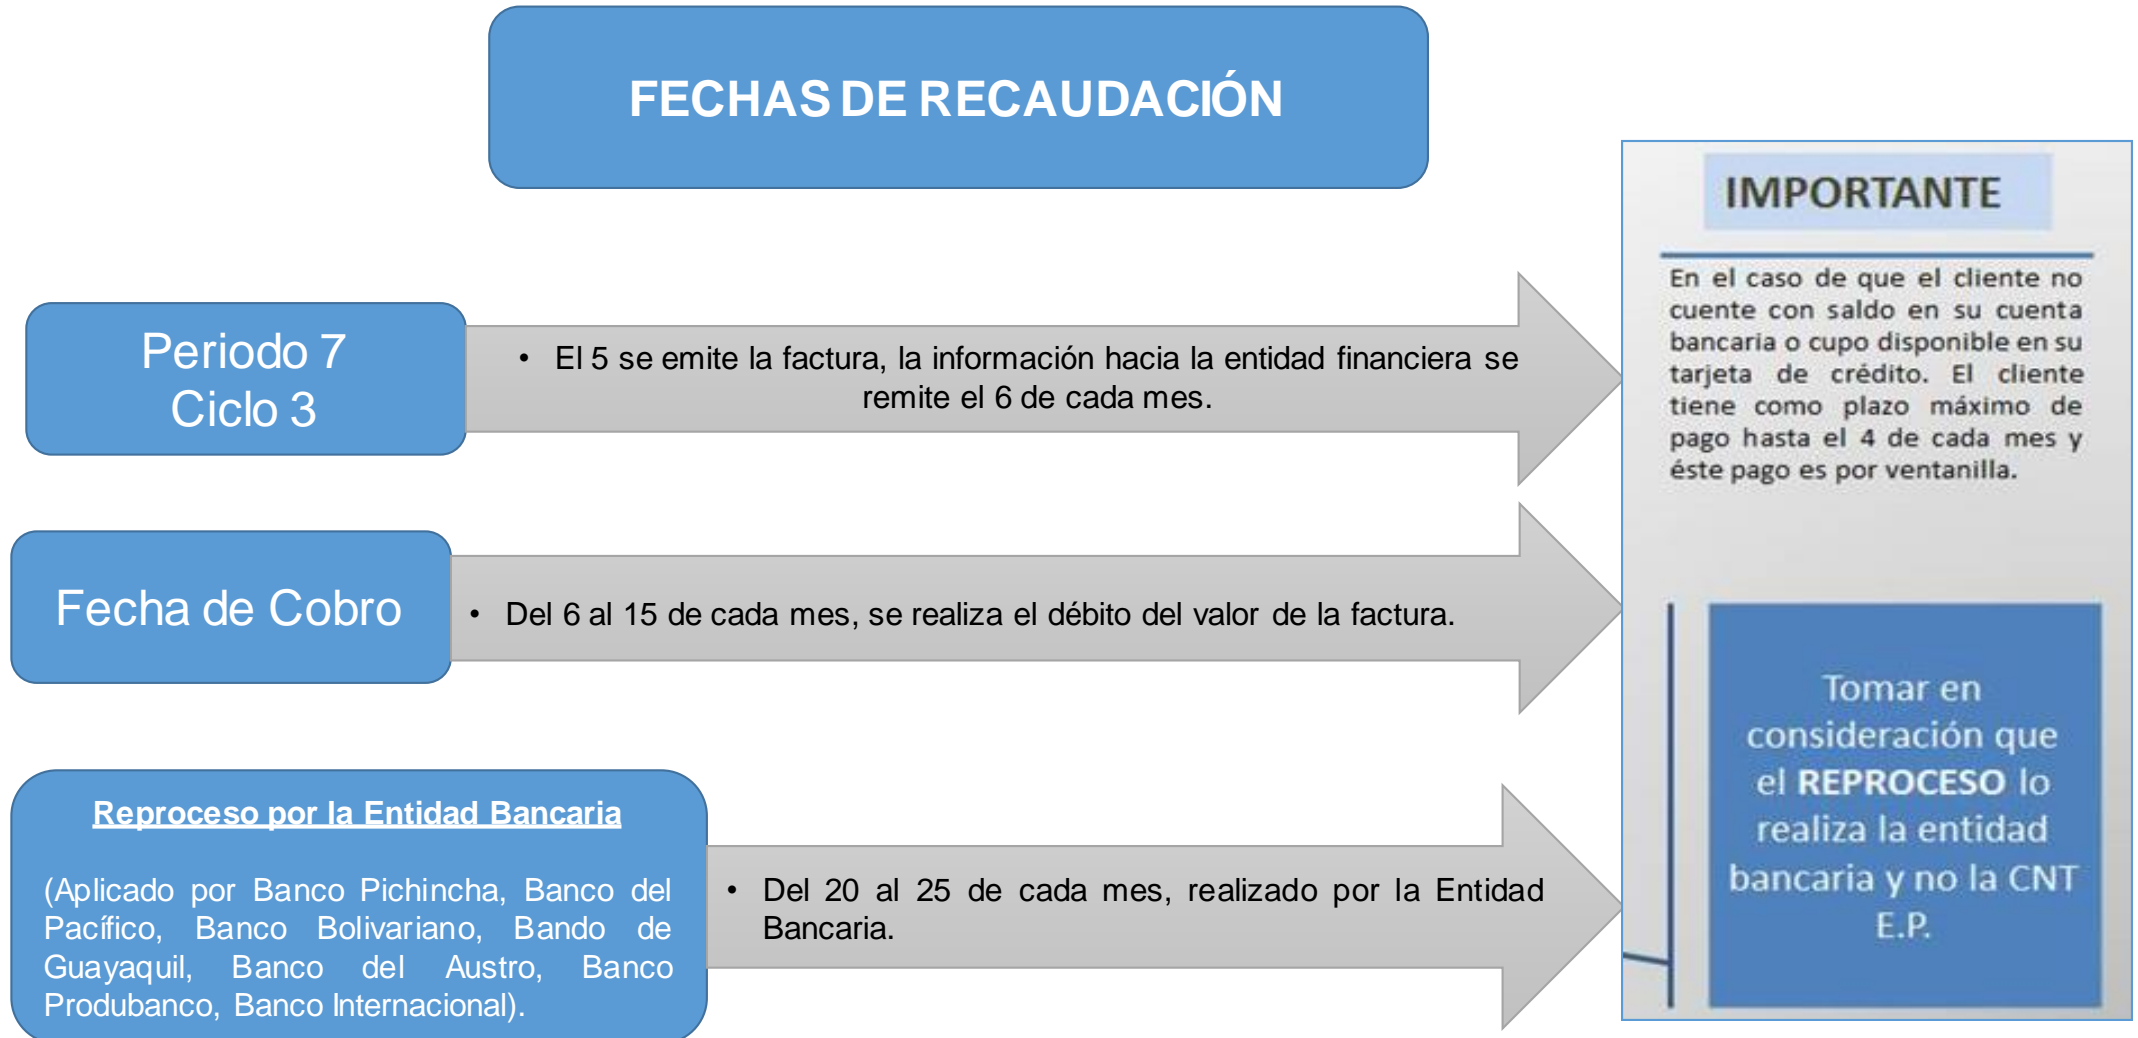 FECHAS DE RECAUDACIÓN
Periodo 7
Ciclo 3
• El 5 se emite la factura, la información hacia la entidad financiera se
remite el 6 de cada mes.
Fecha de Cobro
• Del 6 al 15 de cada mes, se realiza el débito del valor de la factura.
Reproceso por la Entidad Bancaria
(Aplicado por Banco Pichincha, Banco del
Pacífico, Banco Bolivariano, Bando de
Guayaquil, Banco del Austro, Banco
Produbanco, Banco Internacional).
• Del 20 al 25 de cada mes, realizado por la Entidad
Bancaria.
IMPORTANTE
En el caso de que el cliente no
cuente con saldo en su cuenta
bancaria o cupo disponible en su
tarjeta de crédito. El cliente
tiene como plazo máximo de
pago hasta el 4 de cada mes y
éste pago es por ventanilla.
Tomar en
consideración que
el REPROCESO lo
realiza la entidad
bancaria y no la CNT
E.P.